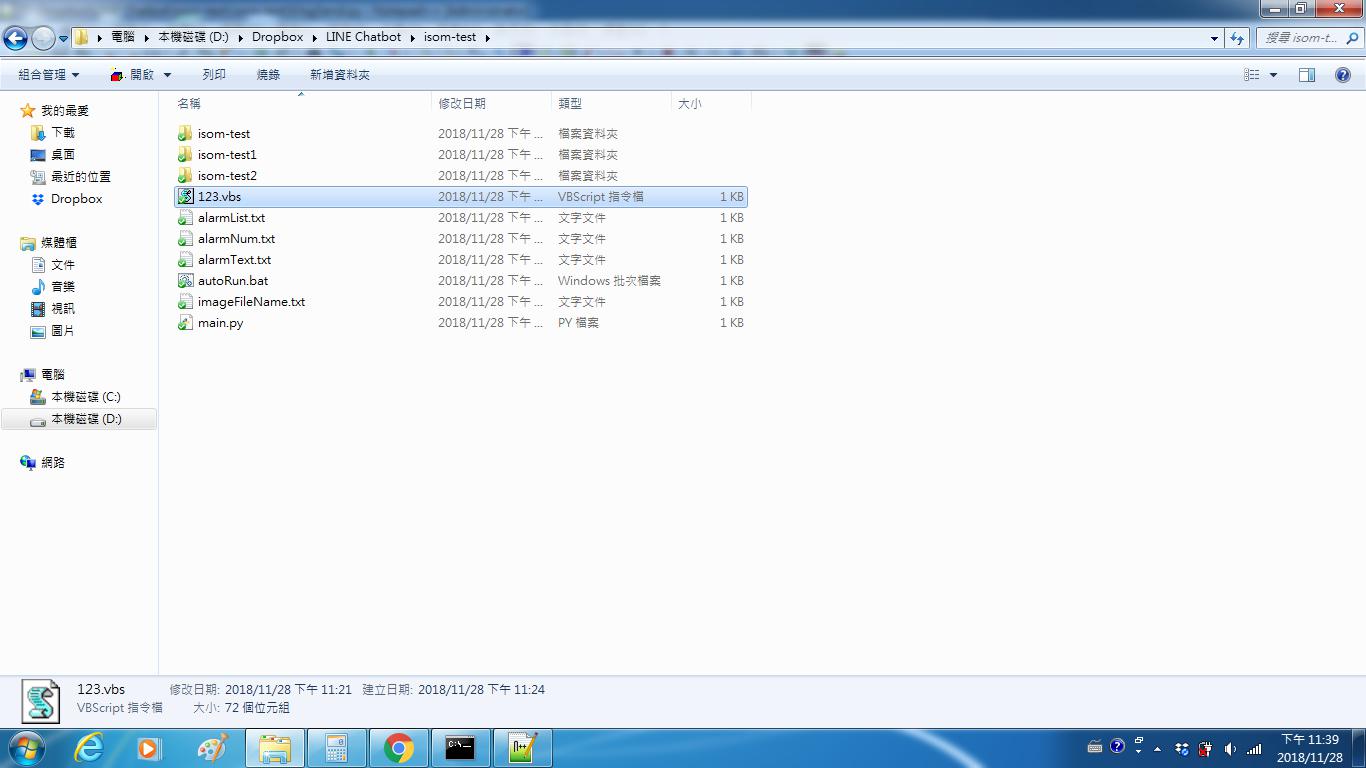 電腦 本機磁碟 (D:) Dropbox LINE Chatbot isom-test 搜尋 isom-t...
組合管理 開啟 列印 燒錄 新增資料夾
我的最愛
下載
桌面
最近的位置
Dropbox
媒體櫃
文件
音樂
視訊
圖片
電腦
本機磁碟 (C:)
本機磁碟 (D:)
網路
名稱 修改日期 類型 大小
isom-test 2018/11/28 下午 ... 檔案資料夾
isom-test1 2018/11/28 下午 ... 檔案資料夾
isom-test2 2018/11/28 下午 ... 檔案資料夾
123.vbs 2018/11/28 下午 ... VBScript 指令檔 1 KB
alarmList.txt 2018/11/28 下午 ... 文字文件 1 KB
alarmNum.txt 2018/11/28 下午 ... 文字文件 1 KB
alarmText.txt 2018/11/28 下午 ... 文字文件 1 KB
autoRun.bat 2018/11/28 下午 ... Windows 批次檔案 1 KB
imageFileName.txt 2018/11/28 下午 ... 文字文件 1 KB
main.py 2018/11/28 下午 ... PY 檔案 1 KB
123.vbs 修改日期: 2018/11/28 下午 11:21 建立日期: 2018/11/28 下午 11:24
VBScript 指令檔 大小: 72 個位元組
下午 11:39
2018/11/28